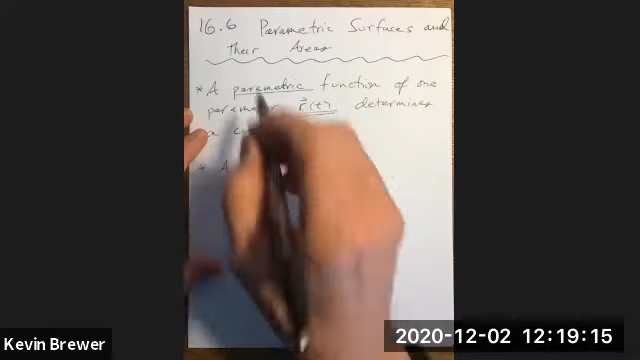 16.6 Parametric Surfaces and
Their Areas
* A parametric function of one
parameter r⃗(t) determines
a
* A
Kevin Brewer
2020-12-02 12:19:15